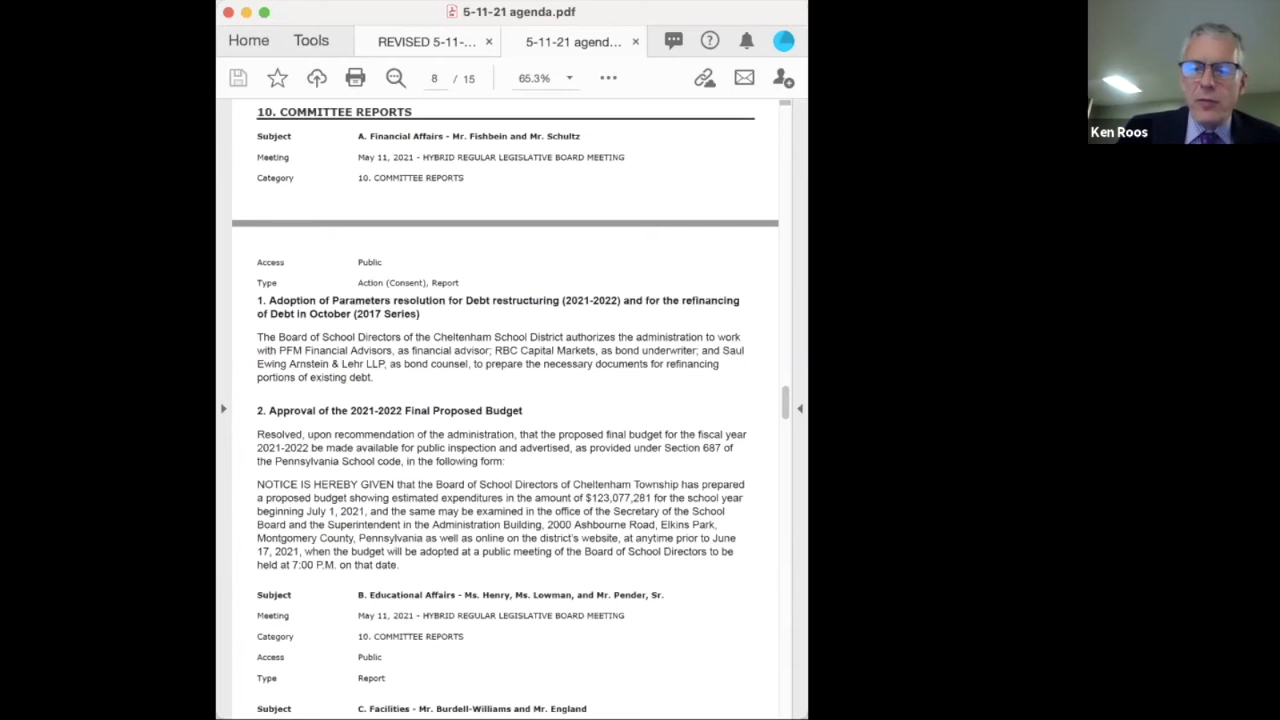 5-11-21 agenda.pdf
Home Tools REVISED 5-11-... × 5-11-21 agend... ×
8 / 15 65.3%
10. COMMITTEE REPORTS
Subject A. Financial Affairs - Mr. Fishbein and Mr. Schultz
Meeting May 11, 2021 - HYBRID REGULAR LEGISLATIVE BOARD MEETING
Category 10. COMMITTEE REPORTS
Access Public
Type Action (Consent), Report
1. Adoption of Parameters resolution for Debt restructuring (2021-2022) and for the refinancing
of Debt in October (2017 Series)
The Board of School Directors of the Cheltenham School District authorizes the administration to work
with PFM Financial Advisors, as financial advisor; RBC Capital Markets, as bond underwriter; and Saul
Ewing Arnstein & Lehr LLP, as bond counsel, to prepare the necessary documents for refinancing
portions of existing debt.
2. Approval of the 2021-2022 Final Proposed Budget
Resolved, upon recommendation of the administration, that the proposed final budget for the fiscal year
2021-2022 be made available for public inspection and advertised, as provided under Section 687 of
the Pennsylvania School code, in the following form:
NOTICE IS HEREBY GIVEN that the Board of School Directors of Cheltenham Township has prepared
a proposed budget showing estimated expenditures in the amount of $123,077,281 for the school year
beginning July 1, 2021, and the same may be examined in the office of the Secretary of the School
Board and the Superintendent in the Administration Building, 2000 Ashbourne Road, Elkins Park,
Montgomery County, Pennsylvania as well as online on the district's website, at anytime prior to June
17, 2021, when the budget will be adopted at a public meeting of the Board of School Directors to be
held at 7:00 P.M. on that date.
Subject B. Educational Affairs - Ms. Henry, Ms. Lowman, and Mr. Pender, Sr.
Meeting May 11, 2021 - HYBRID REGULAR LEGISLATIVE BOARD MEETING
Category 10. COMMITTEE REPORTS
Access Public
Type Report
Subject C. Facilities - Mr. Burdell-Williams and Mr. England
Ken Roos